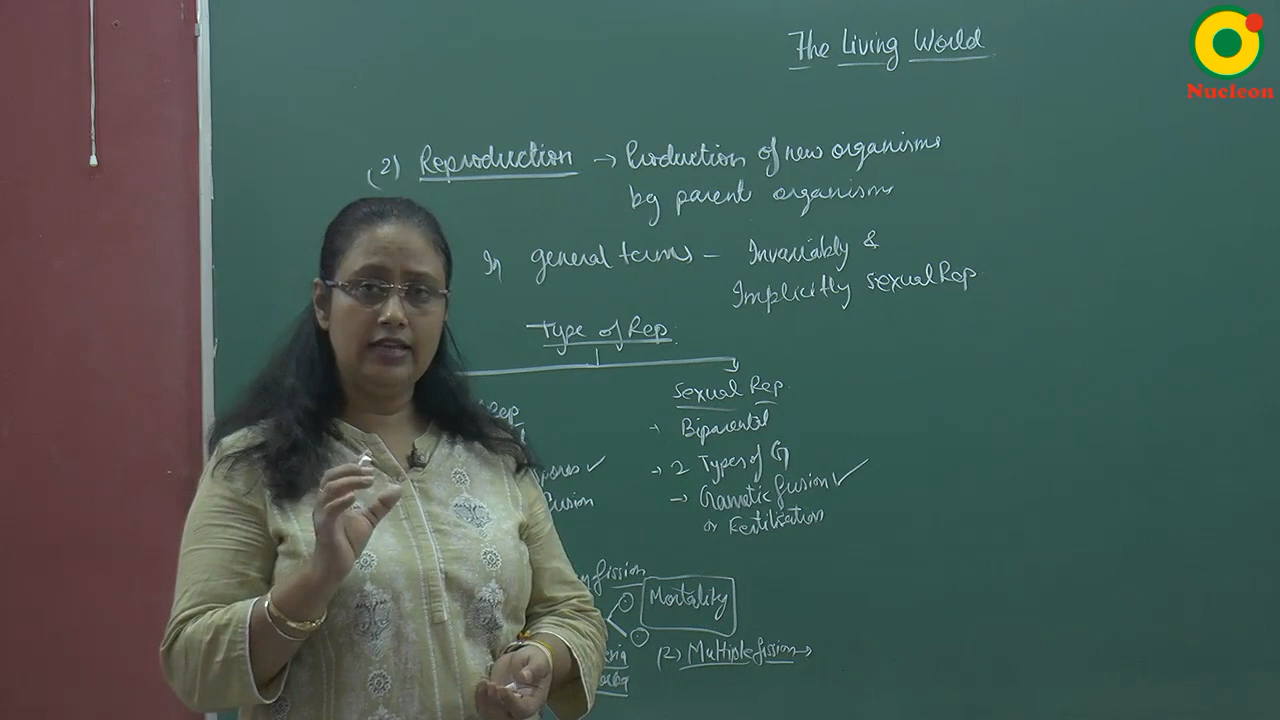 The Living World
Nucleon
(2) Reproduction → Production of new organisms
by parent organism
In general terms – Invariably &
Implicitly sexual Rep.
Type of Rep.
Rep
Sexual Rep.
→ Biparental
→ 2 Types of G
→ Gametic fusion ✓
or Fertilisation
fission
Mortality
(2) Multiple fission →